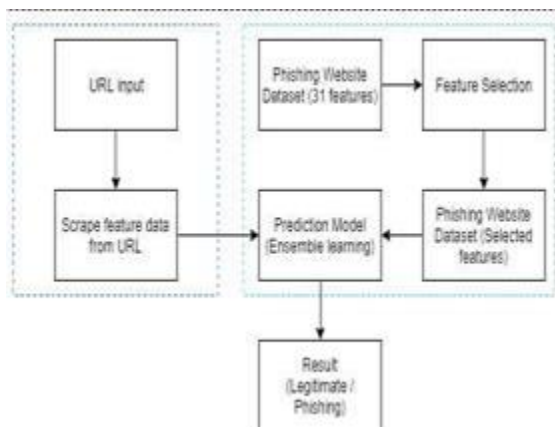 URL input
Phishing Website
Dataset (31 features)
Feature Selection
Scrape feature data
from URL
Prediction Model
(Ensemble learning)
Phishing Website
Dataset (Selected
features)
Result
(Legitimate /
Phishing)